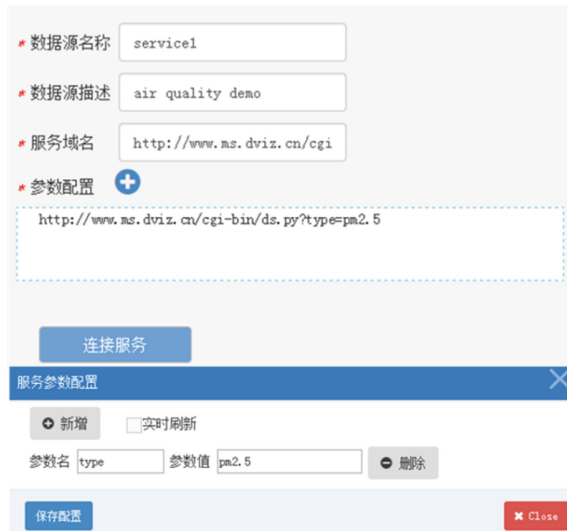 * 数据源名称 service1
* 数据源描述 air quality demo
* 服务域名 http://www.ms.dviz.cn/cgi
* 参数配置
http://www.ms.dviz.cn/cgi-bin/ds.py?type=pm2.5
连接服务
服务参数配置
新增 实时刷新
参数名 type 参数值 pm2.5 删除
保存配置 Close